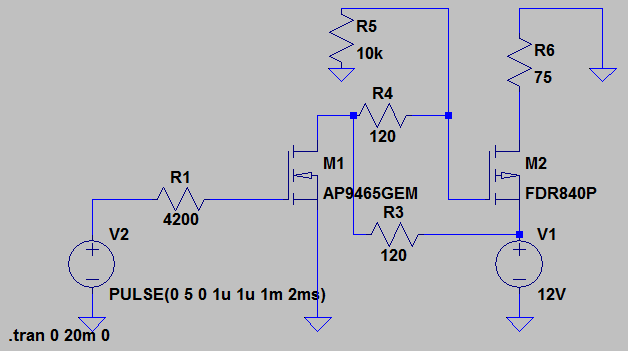 R5
10k
R6
75
R4
120
M1
AP9465GEM
M2
FDR840P
R1
4200
R3
120
V2
PULSE(0 5 0 1u 1u 1m 2ms)
V1
12V
.tran 0 20m 0